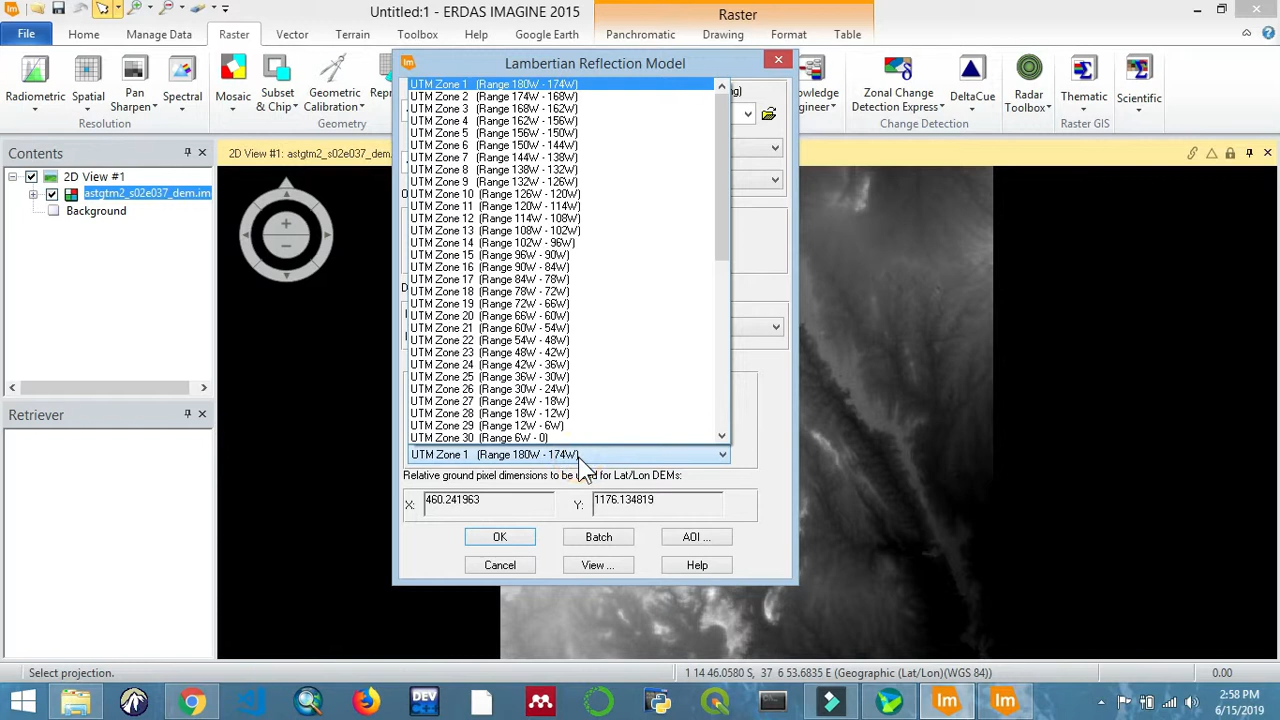 Untitled:1 - ERDAS IMAGINE 2015
Raster
File
Home
Manage Data
Raster
Vector
Terrain
Toolbox
Help
Google Earth
Panchromatic
Drawing
Format
Table
Radiometric
Spatial
Pan Sharpen
Spectral
Mosaic
Subset & Chip
Geometric Calibration
Zonal Change Detection Express
DeltaCue
Radar Toolbox
Thematic
Scientific
Resolution
Geometry
Change Detection
Raster GIS
Lambertian Reflection Model
Contents
2D View #1
astgtm2_s02e037_dem.im
Background
2D View #1: astgtm2_s02e037_dem.im
Retriever
UTM Zone 1 (Range 180W - 174W)
UTM Zone 2 (Range 174W - 168W)
UTM Zone 3 (Range 168W - 162W)
UTM Zone 4 (Range 162W - 156W)
UTM Zone 5 (Range 156W - 150W)
UTM Zone 6 (Range 150W - 144W)
UTM Zone 7 (Range 144W - 138W)
UTM Zone 8 (Range 138W - 132W)
UTM Zone 9 (Range 132W - 126W)
UTM Zone 10 (Range 126W - 120W)
UTM Zone 11 (Range 120W - 114W)
UTM Zone 12 (Range 114W - 108W)
UTM Zone 13 (Range 108W - 102W)
UTM Zone 14 (Range 102W - 96W)
UTM Zone 15 (Range 96W - 90W)
UTM Zone 16 (Range 90W - 84W)
UTM Zone 17 (Range 84W - 78W)
UTM Zone 18 (Range 78W - 72W)
UTM Zone 19 (Range 72W - 66W)
UTM Zone 20 (Range 66W - 60W)
UTM Zone 21 (Range 60W - 54W)
UTM Zone 22 (Range 54W - 48W)
UTM Zone 23 (Range 48W - 42W)
UTM Zone 24 (Range 42W - 36W)
UTM Zone 25 (Range 36W - 30W)
UTM Zone 26 (Range 30W - 24W)
UTM Zone 27 (Range 24W - 18W)
UTM Zone 28 (Range 18W - 12W)
UTM Zone 29 (Range 12W - 6W)
UTM Zone 30 (Range 6W - 0)
UTM Zone 1 (Range 180W - 174W)
Relative ground pixel dimensions to be used for Lat/Lon DEMs:
X: 460.241963 Y: 1176.134819
OK
Batch
AOI ...
Cancel
View ...
Help
Select projection.
1 14 46.0580 S, 37 6 53.6835 E (Geographic (Lat/Lon)(WGS 84))
0.00
DEV
2:58 PM
6/15/2019